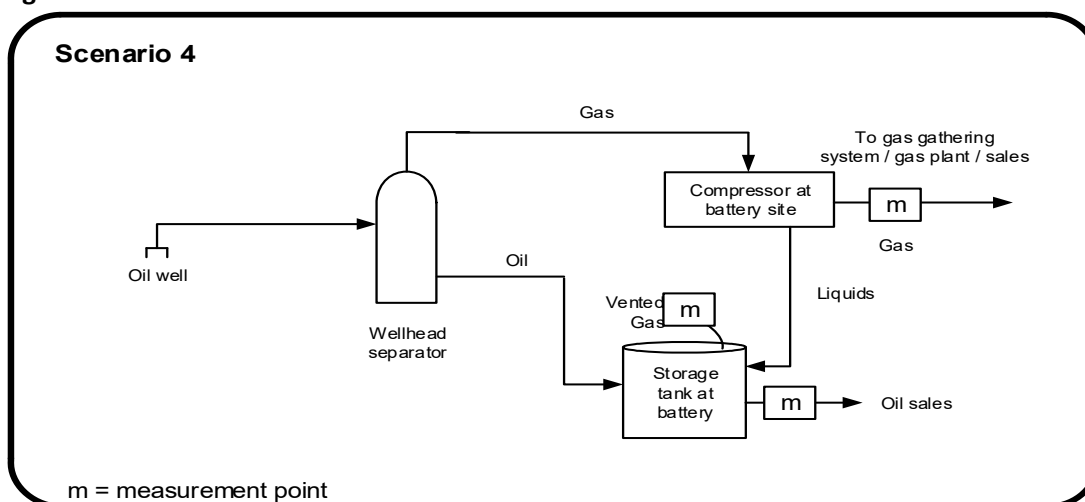 Scenario 4
Gas
To gas gathering
system / gas plant / sales
Compressor at
battery site
m
Gas
Oil well
Oil
Liquids
Vented
Gas
m
Wellhead
separator
Storage
tank at
battery
m
Oil sales
m = measurement point